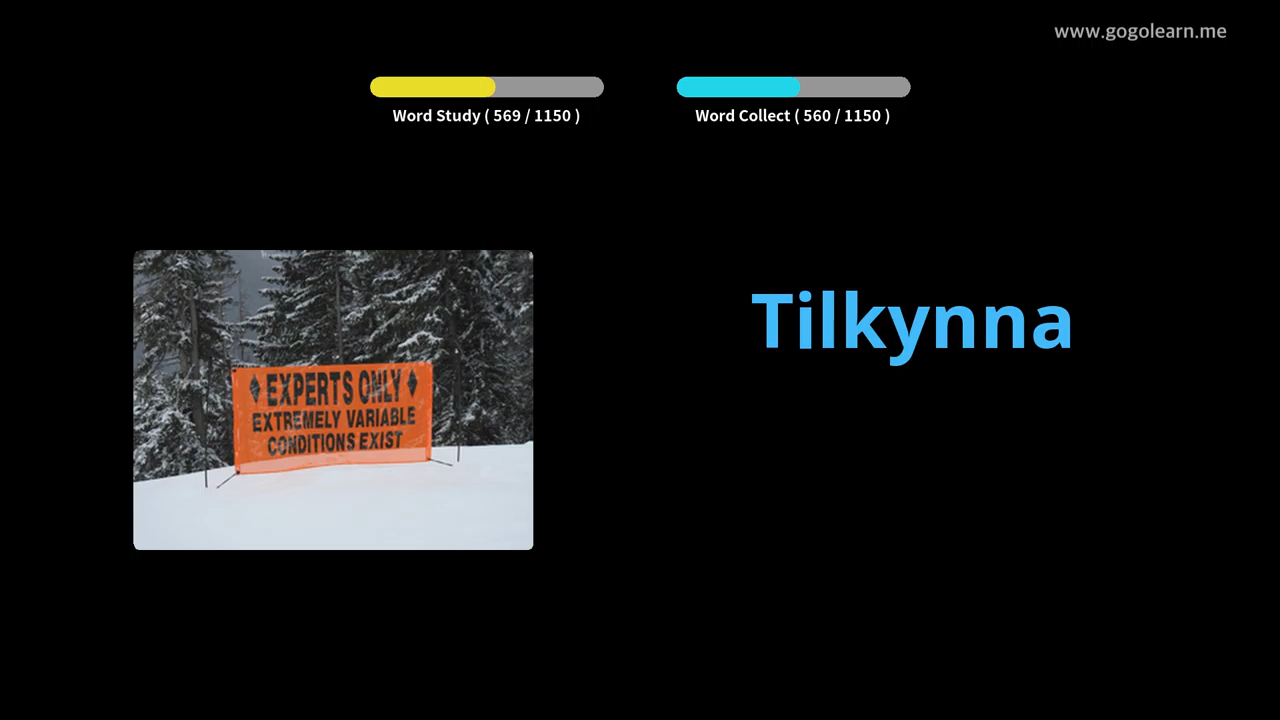 www.gogolearn.me
Word Study ( 569 / 1150 )
Word Collect ( 560 / 1150 )
EXPERTS ONLY
EXTREMELY VARIABLE
CONDITIONS EXIST
Tilkynna